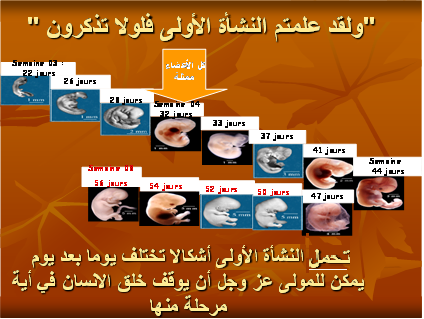 "ولقد علمتم النشأة الأولى فلولا تذكرون "
كل الأعضاء
ممثلة
Semaine 03 :
22 jours
26 jours
28 jours
Semaine 04
32 jours
33 jours
37 jours
41 jours
Semaine
44 jours
56 jours
54 jours
52 jours
50 jours
47 jours
تحمل النشأة الأولى أشكالا تختلف يوما بعد يوم
يمكن للمولى عز وجل أن يوقف خلق الانسان في أية
مرحلة منها